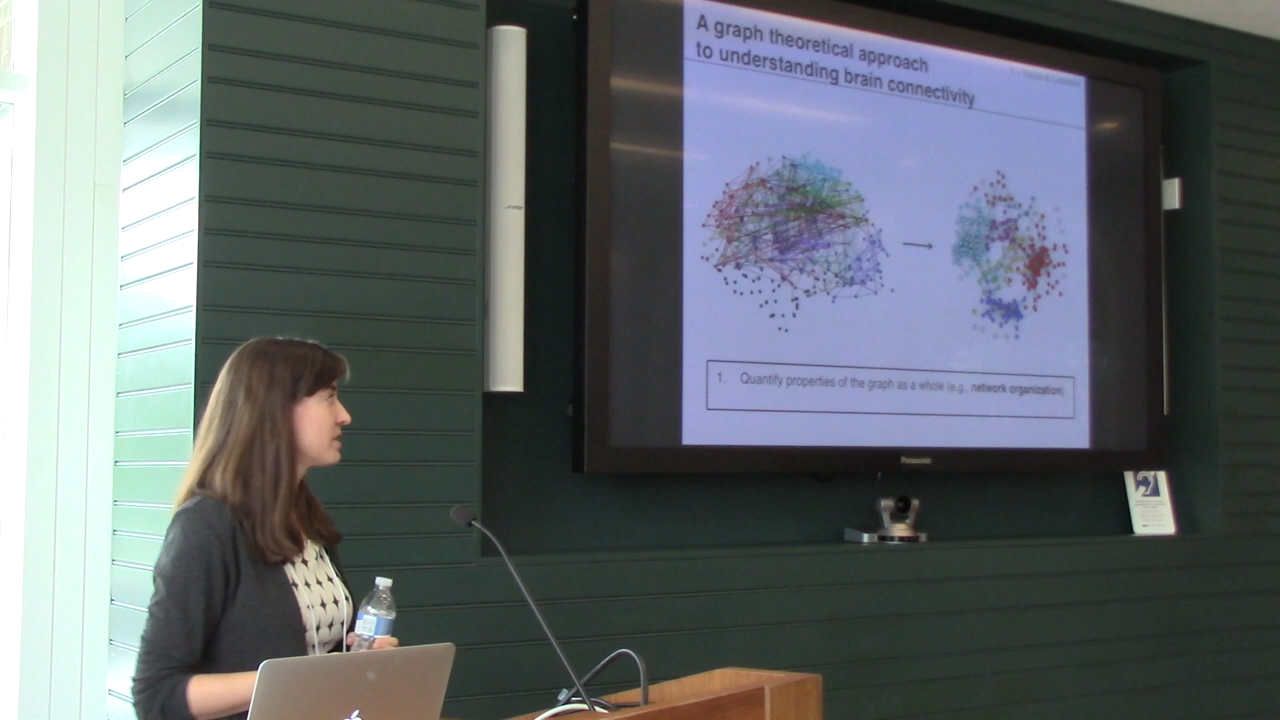 A graph theoretical approach
to understanding brain connectivity
1. Quantify properties of the graph as a whole (e.g., network organization)
Panasonic